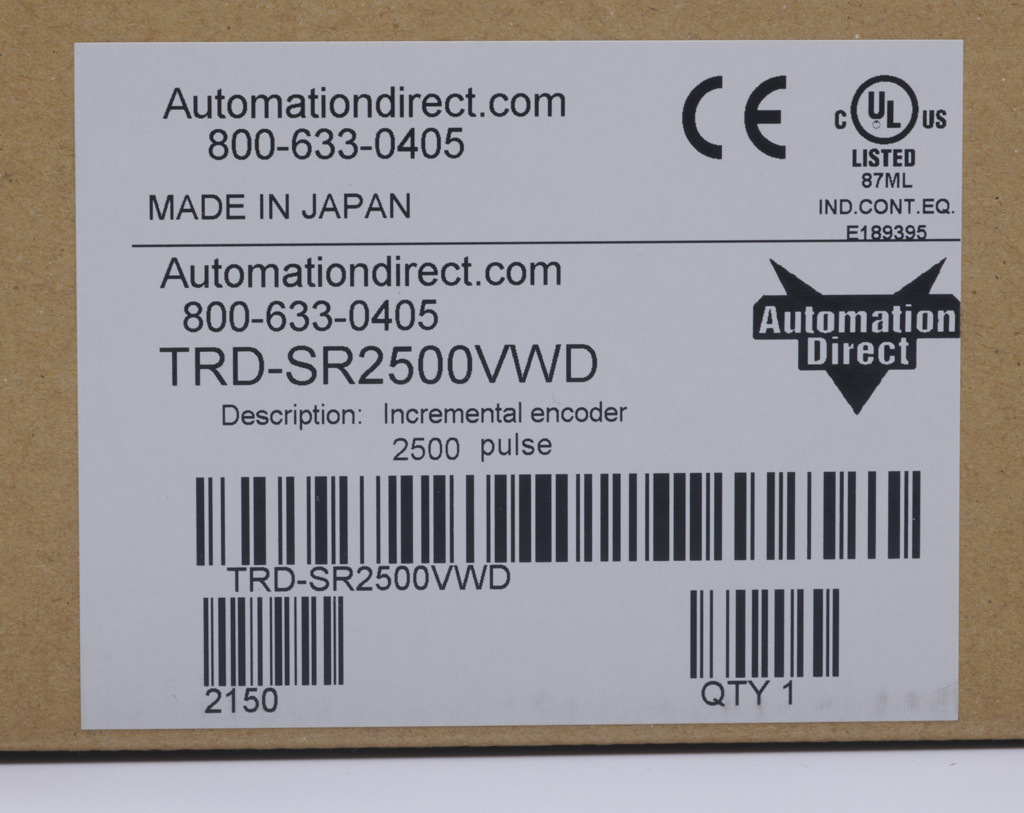 Automationdirect.com
800-633-0405
MADE IN JAPAN
CE
C UL US
LISTED
87ML
IND.CONT.EQ.
E189395
Automationdirect.com
800-633-0405
TRD-SR2500VWD
Description: Incremental encoder
2500 pulse
Automation
Direct
TRD-SR2500VWD
2150
QTY 1